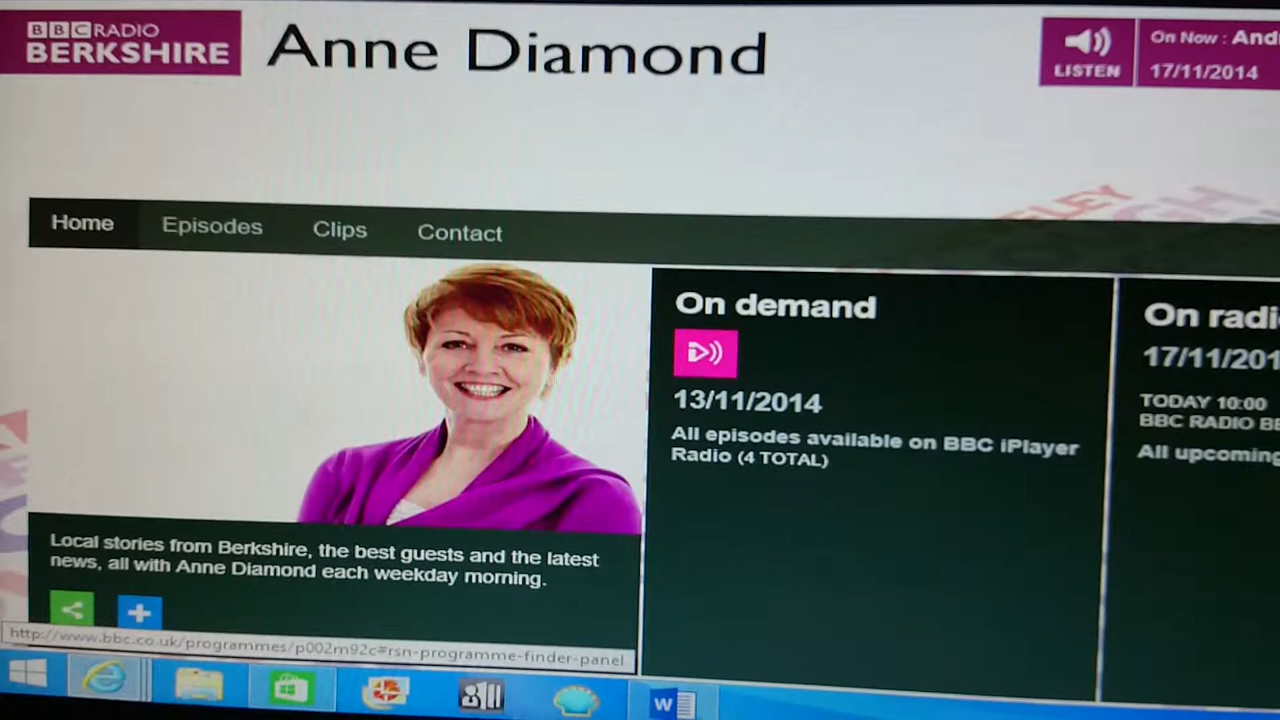 BBC RADIO
BERKSHIRE
Anne Diamond
LISTEN
On Now :
17/11/2014
Home
Episodes
Clips
Contact
On demand
13/11/2014
All episodes available on BBC iPlayer
Radio (4 TOTAL)
On
TODAY 10:00
BBC RADIO
All upcoming
Local stories from Berkshire, the best guests and the latest
news, all with Anne Diamond each weekday morning.
http://www.bbc.co.uk/programmes/p002m92c#rsn-programme-finder-panel
W